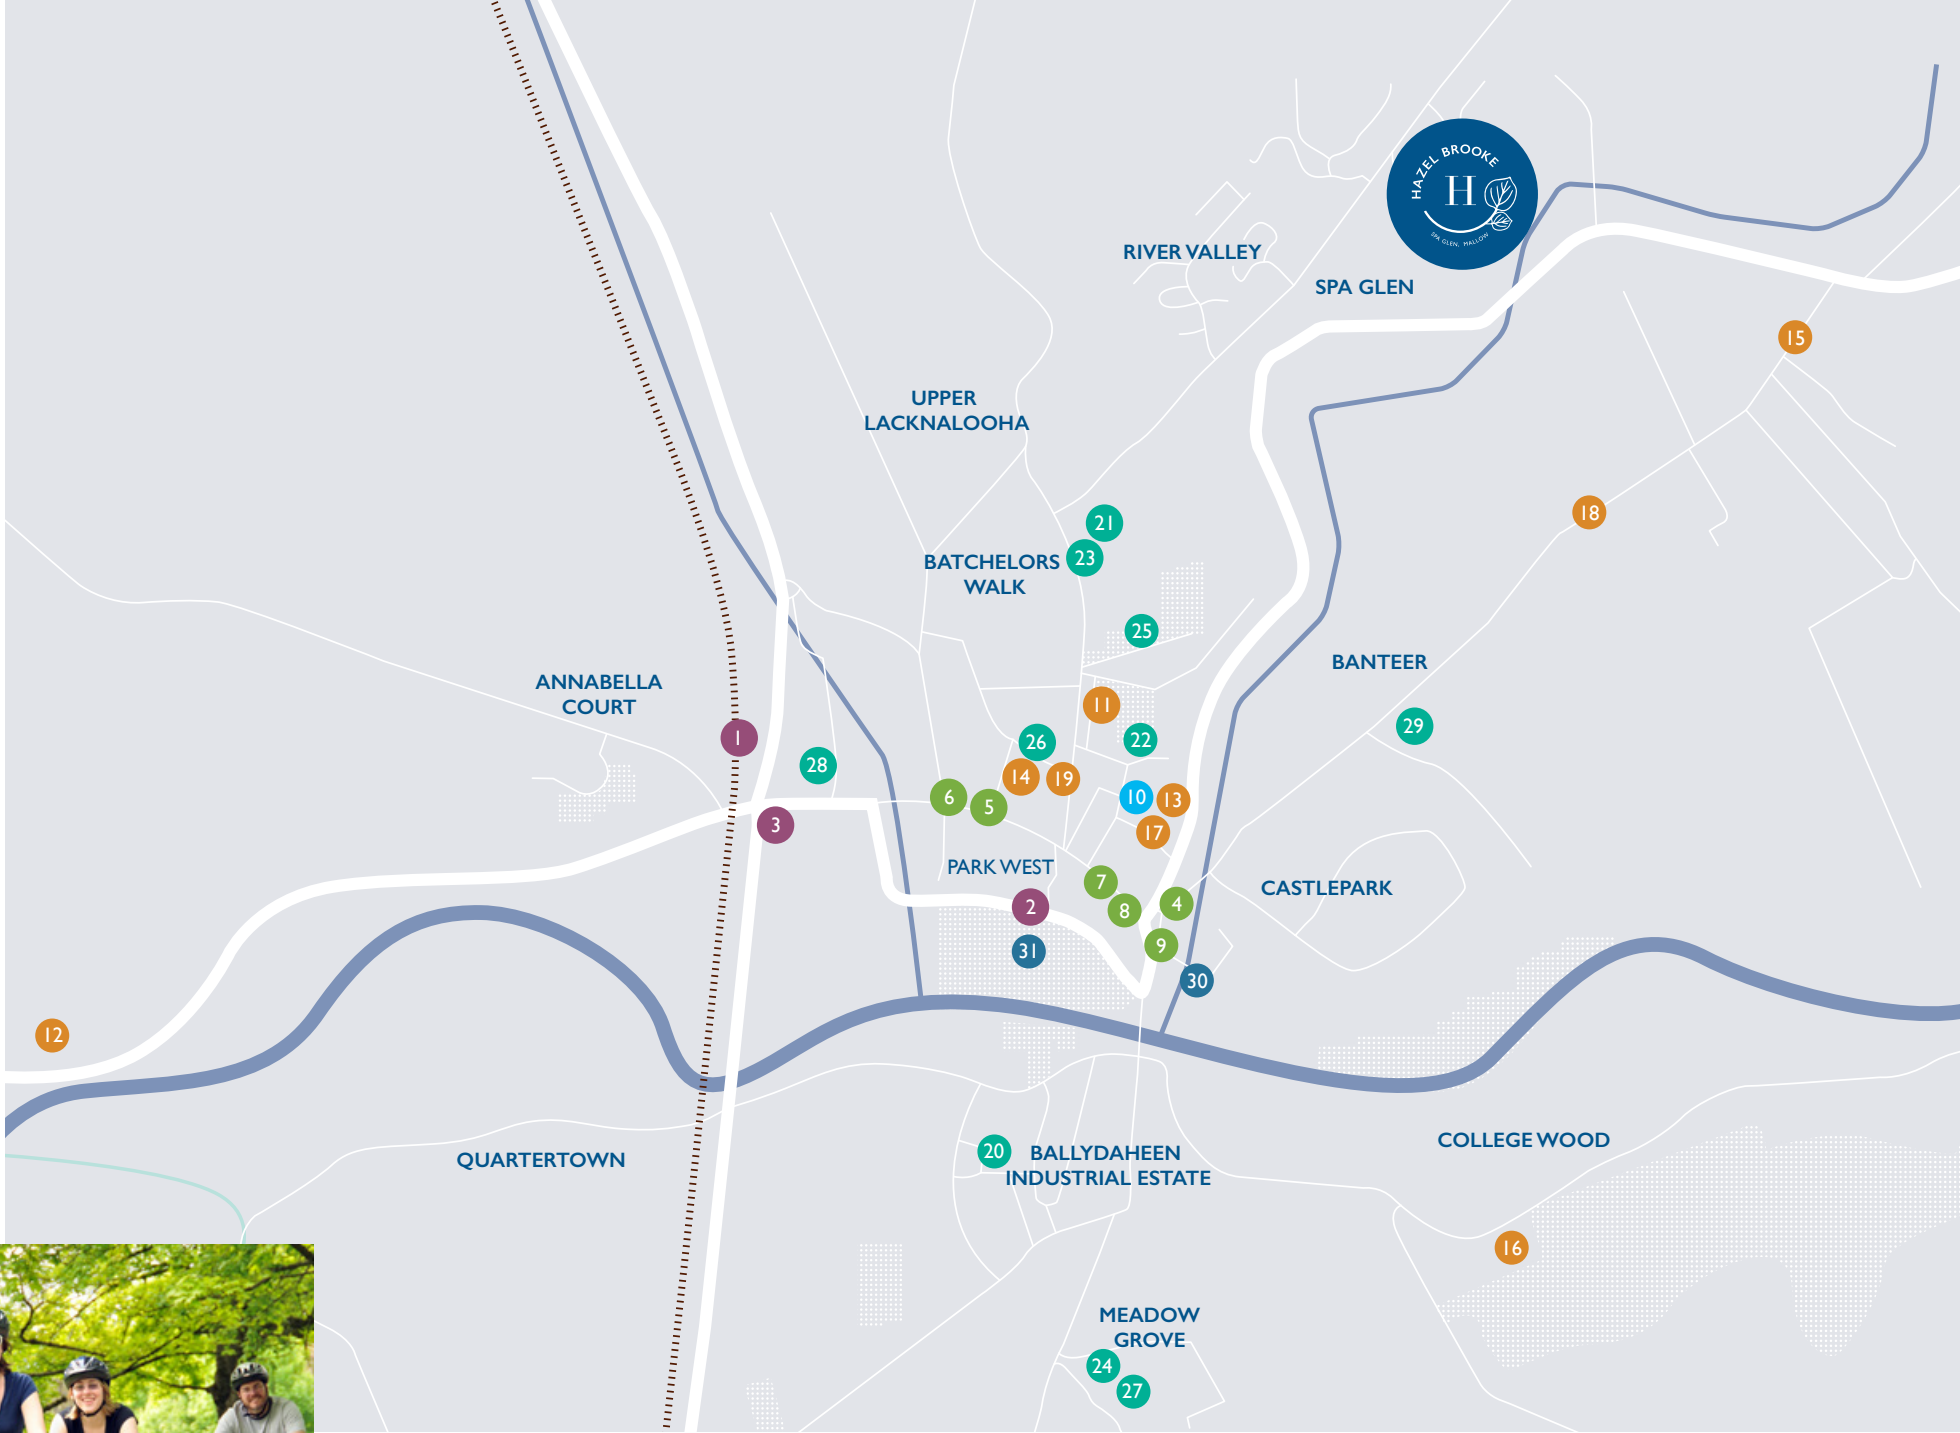 HAZEL BROOKE
H
SPA GLEN, MALLOW
RIVER VALLEY
SPA GLEN
15
UPPER
LACKNALOOHA
18
21
BATCHELORS
WALK
23
25
BANTEER
ANNABELLA
COURT
11
29
1
26
22
28
14
19
6
5
10
13
3
17
PARK WEST
7
CASTLEPARK
2
8
4
31
9
30
12
COLLEGE WOOD
QUARTERTOWN
20
BALLYDAHEEN
INDUSTRIAL ESTATE
16
MEADOW
GROVE
24
27